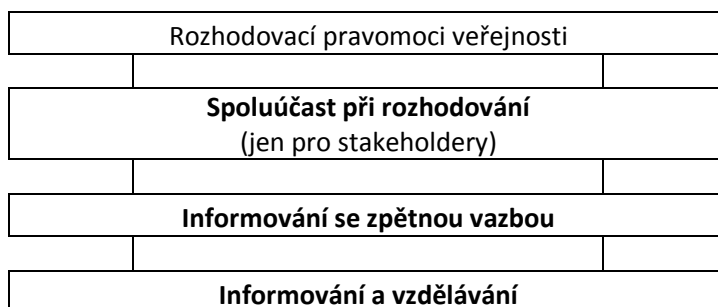 Rozhodovací pravomoci veřejnosti
Spoluúčast při rozhodování
(jen pro stakeholdery)
Informování se zpětnou vazbou
Informování a vzdělávání